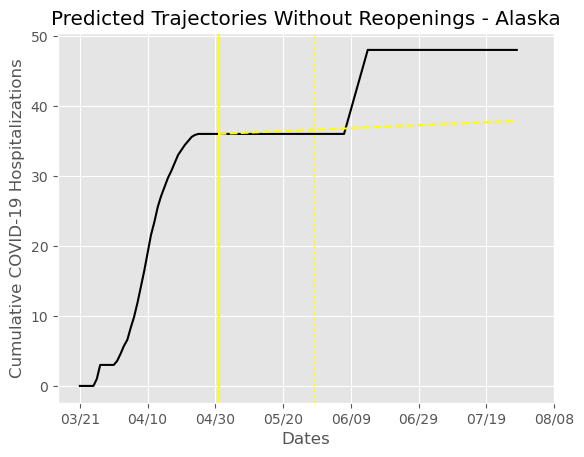 Predicted Trajectories Without Reopenings - Alaska
Cumulative COVID-19 Hospitalizations
50
40
30
20
10
0
03/21 04/10 04/30 05/20 06/09 06/29 07/19 08/08
Dates